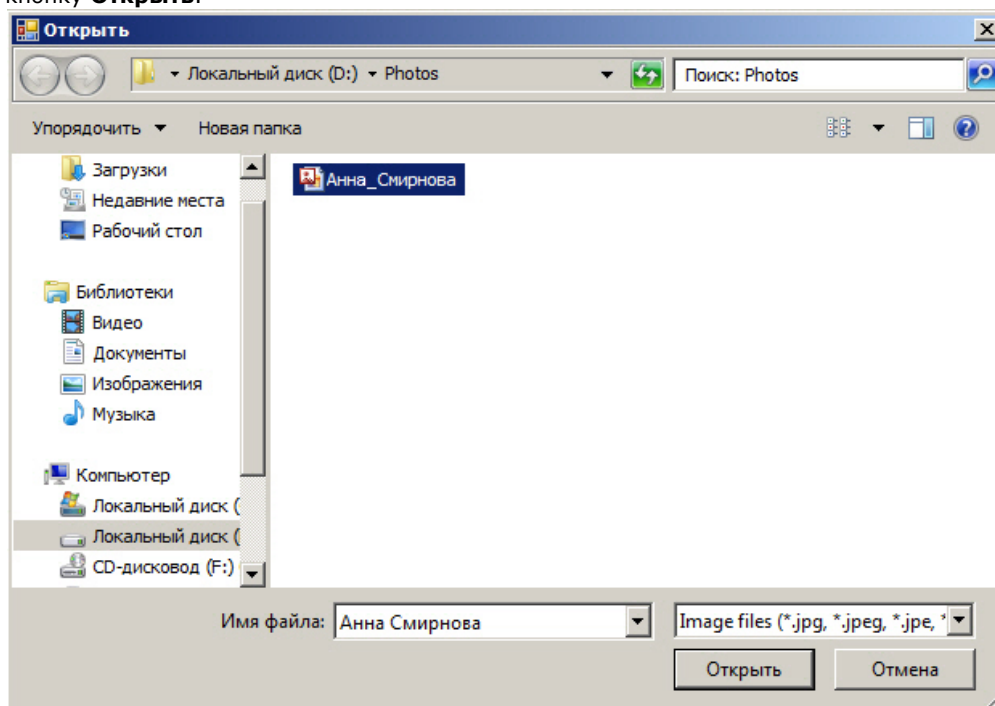 кнопку Открыть.
Открыть
Локальный диск (D:) Photos
Поиск: Photos
Упорядочить
Новая папка
Загрузки
Недавние места
Рабочий стол
Библиотеки
Видео
Документы
Изображения
Музыка
Компьютер
Локальный диск (
Локальный диск (
CD-дисковод (F:)
Анна_Смирнова
Имя файла: Анна Смирнова
Image files (*.jpg, *.jpeg, *.jpe, *
Открыть
Отмена